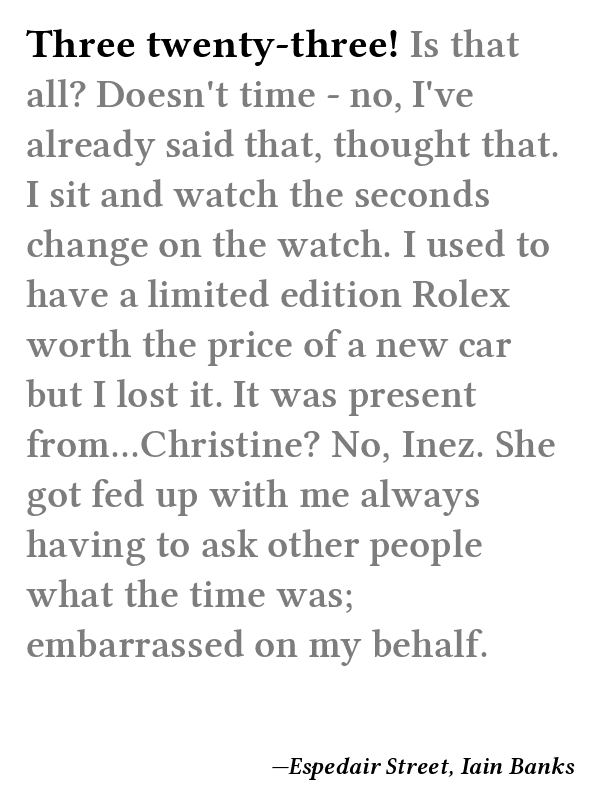 Three twenty-three! Is that
all? Doesn't time - no, I've
already said that, thought that.
I sit and watch the seconds
change on the watch. I used to
have a limited edition Rolex
worth the price of a new car
but I lost it. It was present
from...Christine? No, Inez. She
got fed up with me always
having to ask other people
what the time was;
embarrassed on my behalf.
—Espedair Street, Iain Banks